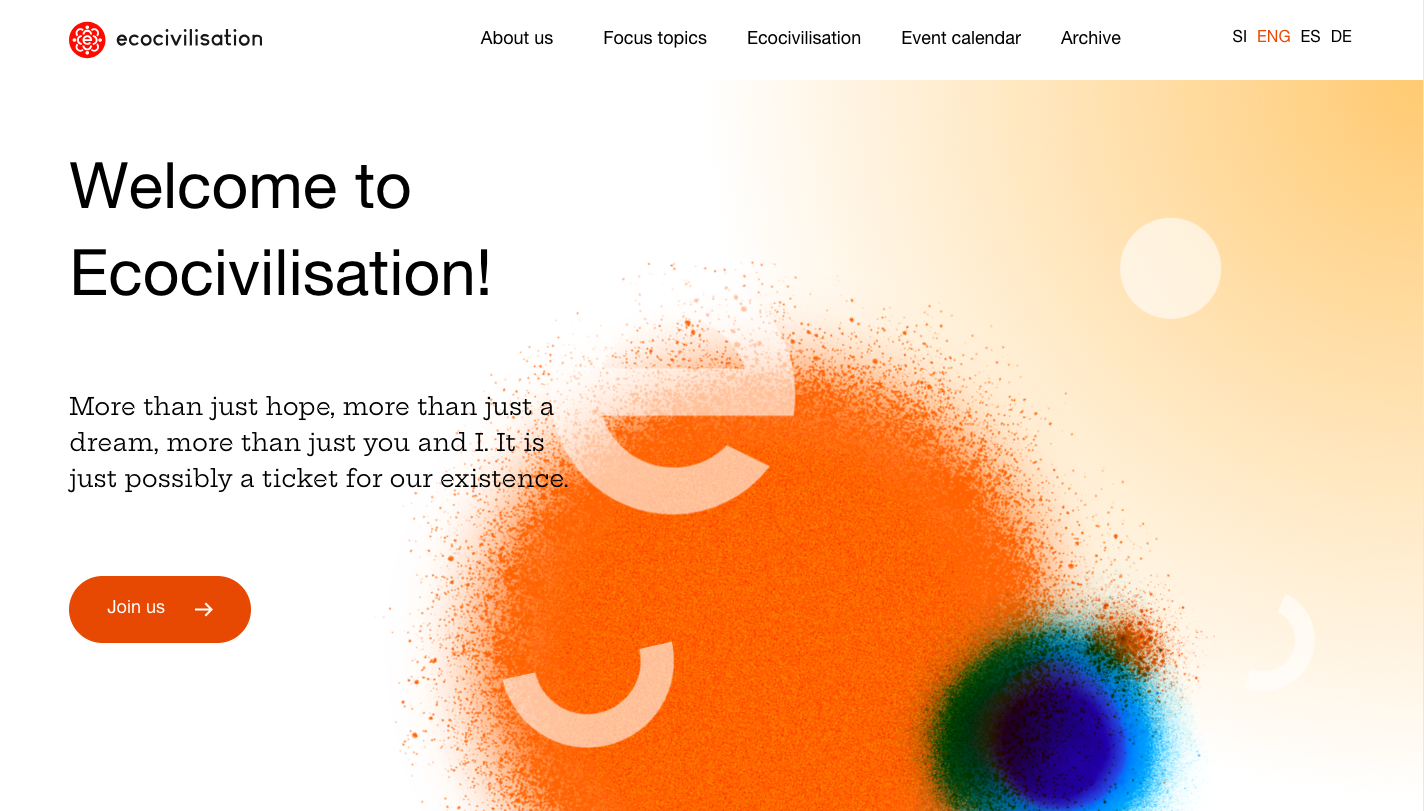 ecocivilisation
About us Focus topics Ecocivilisation Event calendar Archive SI ENG ES DE
Welcome to
Ecocivilisation!
More than just hope, more than just a
dream, more than just you and I. It is
just possibly a ticket for our existence.
Join us